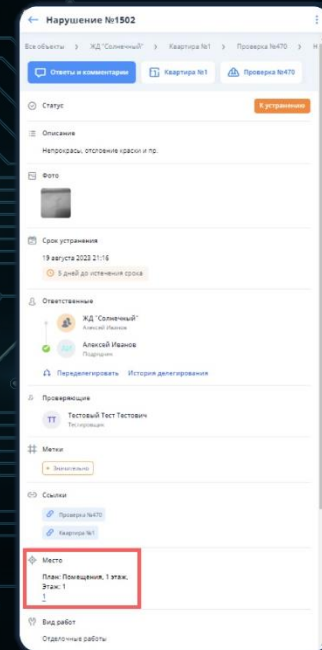 Нарушение №1502
Все объекты > ЖД "Солнечный" > Квартира №1 > Проверка №470 >
Ответы и комментарии Квартира №1 Проверка №470
Статус К устранению
Описание
Непрокрасы, отслоение краски и пр.
Фото
Срок устранения
19 августа 2023 21:16
5 дней до истечения срока
Ответственные
ЖД "Солнечный"
Алексей Иванов
АИ Алексей Иванов
Подрядчик
Переделегировать История делегирования
Проверяющие
ТТ Тестовый Тест Тестович
Тестировщик
Метки
Значительно
Ссылки
Проверка №470
Квартира №1
Место
План: Помещения, 1 этаж,
Этаж: 1
1
Вид работ
Отделочные работы